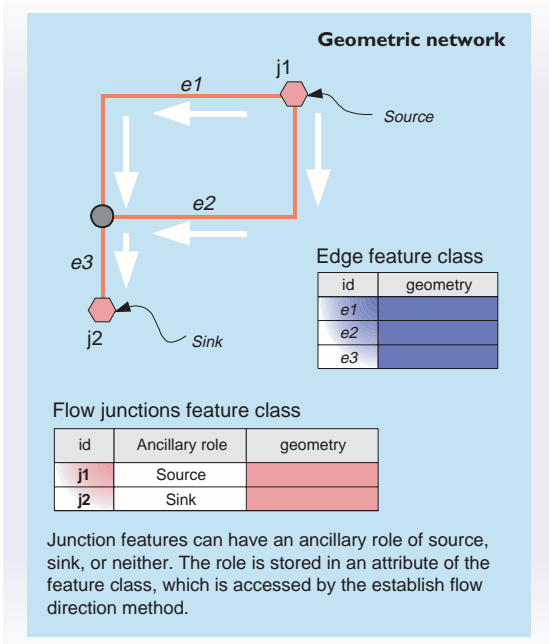 Geometric network
j1
e1
Source
e2
e3
j2
Sink
Edge feature class
id geometry
e1
e2
e3
Flow junctions feature class
id Ancillary role geometry
j1 Source
j2 Sink
Junction features can have an ancillary role of source,
sink, or neither. The role is stored in an attribute of the
feature class, which is accessed by the establish flow
direction method.